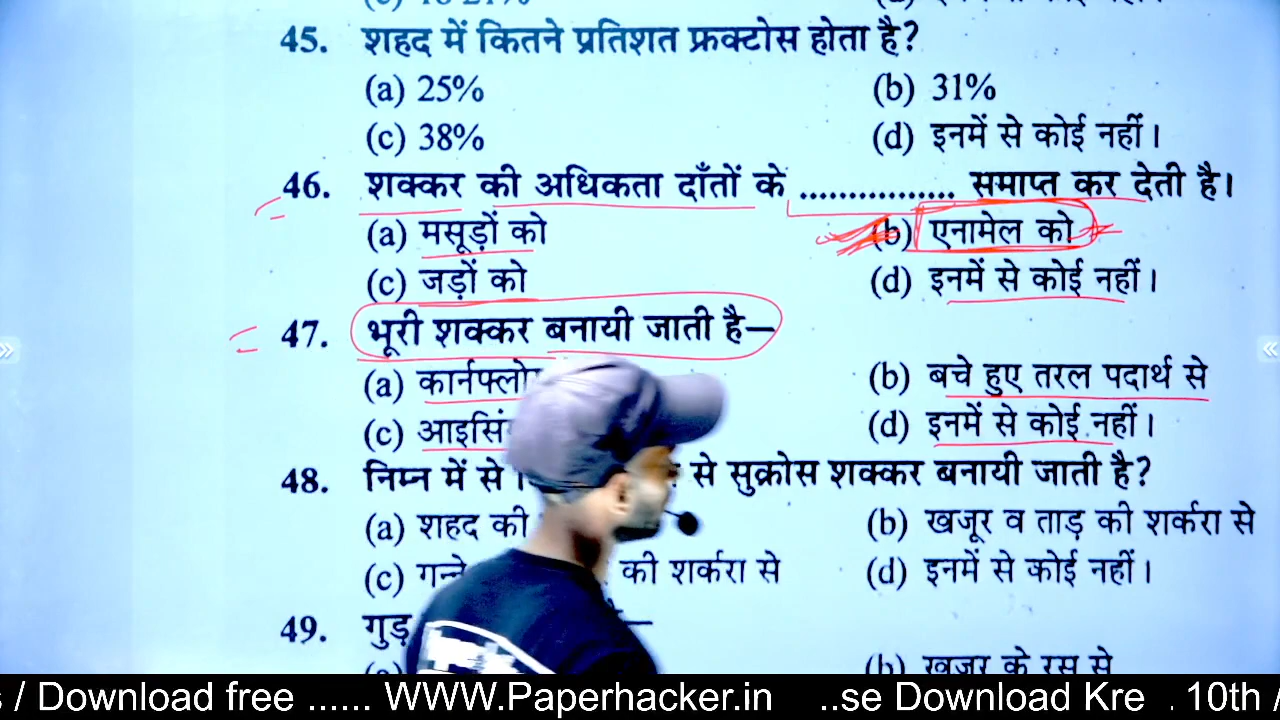 45. शहद में कितने प्रतिशत फ्रक्टोस होता है?
(a) 25% (b) 31%
(c) 38% (d) इनमें से कोई नहीं।
46. शक्कर की अधिकता दाँतों के ................ समाप्त कर देती है।
(a) मसूड़ों को (b) एनामेल को
(c) जड़ों को (d) इनमें से कोई नहीं।
47. भूरी शक्कर बनायी जाती है—
(a) (b) बचे हुए तरल पदार्थ से
(c) (d) इनमें से कोई नहीं।
48. निम्न में से से सुक्रोस शक्कर बनायी जाती है?
(a) शहद की (b) खजूर व ताड़ की शर्करा से
(c) गन्ने की शर्करा से (d) इनमें से कोई नहीं।
49. गुड़ —
(b) खजूर के रस से
/ Download free ...... WWW.Paperhacker.in ..se Download Kre . 10th /